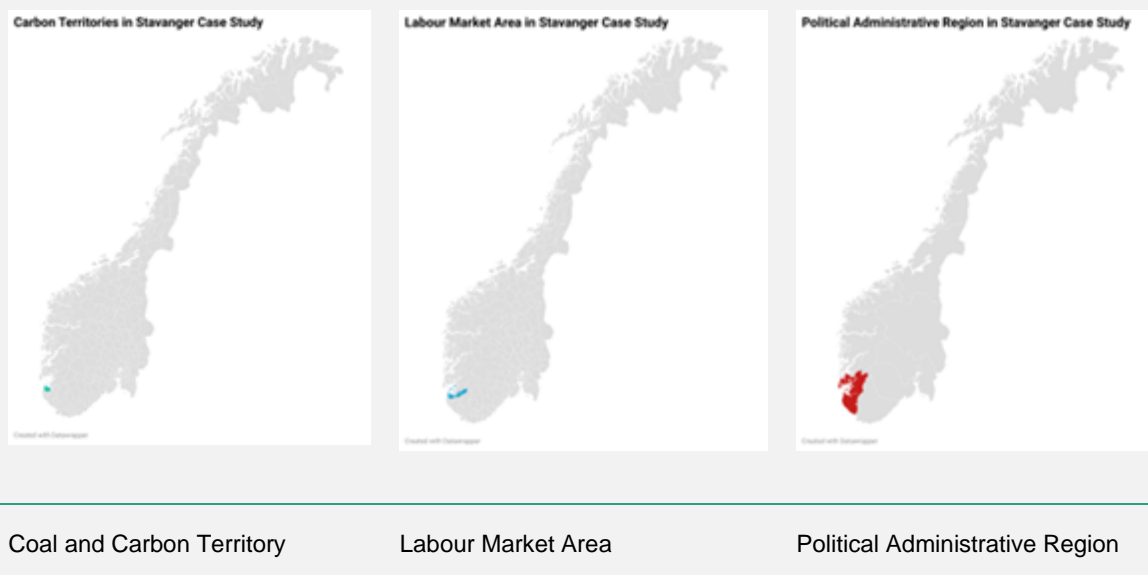 Carbon Territories in Stavanger Case Study
Labour Market Area in Stavanger Case Study
Political Administrative Region in Stavanger Case Study
Created with Datawrapper
Created with Datawrapper
Created with Datawrapper
Coal and Carbon Territory
Labour Market Area
Political Administrative Region